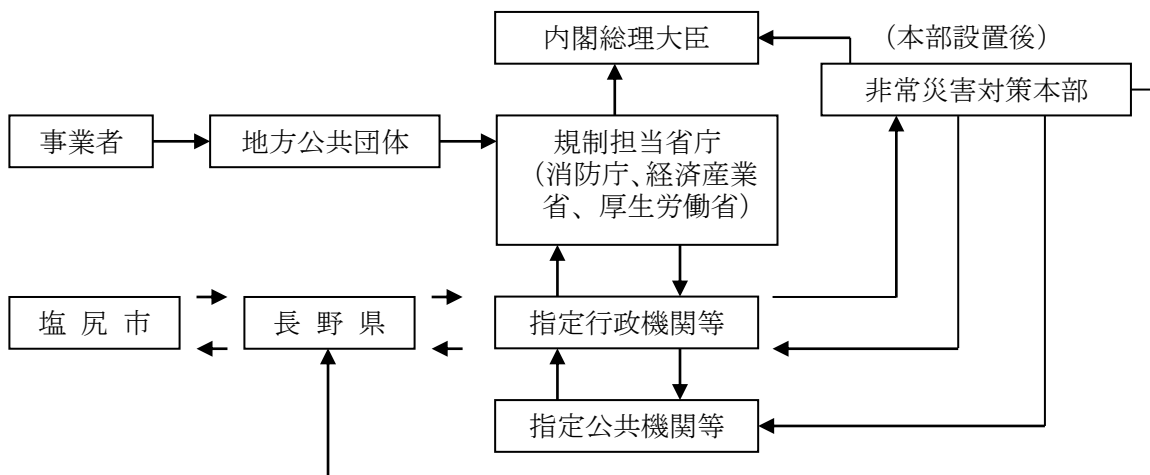 内閣総理大臣
（本部設置後）
非常災害対策本部
事業者
地方公共団体
規制担当省庁
（消防庁、経済産業
省、厚生労働省）
塩 尻 市
長 野 県
指定行政機関等
指定公共機関等